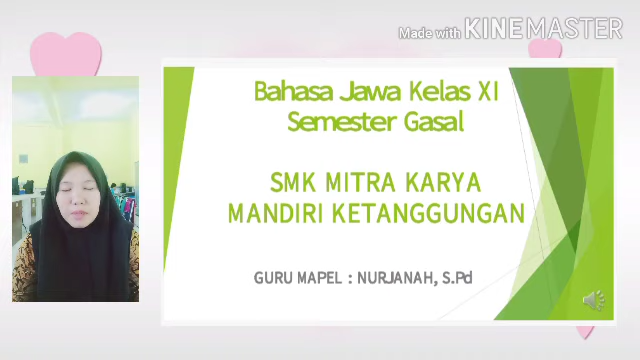 Made with KINEMASTER
Bahasa Jawa Kelas XI
Semester Gasal
SMK MITRA KARYA
MANDIRI KETANGGUNGAN
GURU MAPEL : NURJANAH, S.Pd